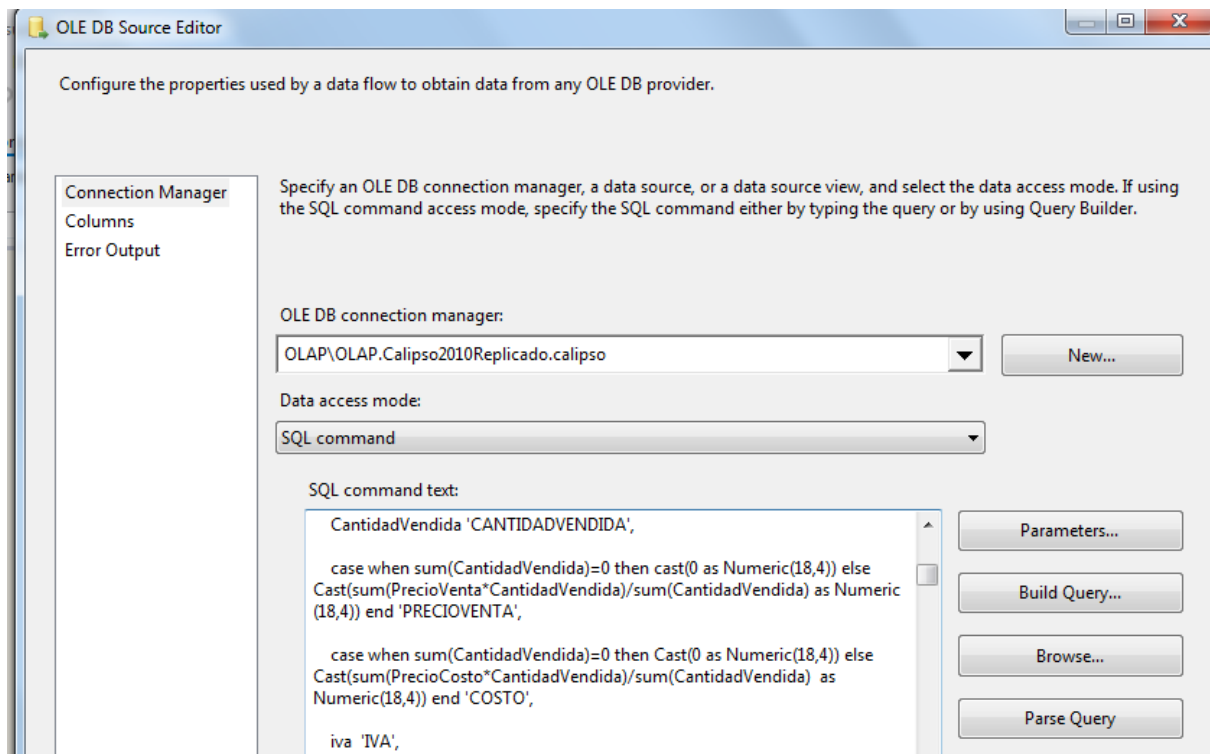 OLE DB Source Editor
Configure the properties used by a data flow to obtain data from any OLE DB provider.
Connection Manager
Columns
Error Output
Specify an OLE DB connection manager, a data source, or a data source view, and select the data access mode. If using
the SQL command access mode, specify the SQL command either by typing the query or by using Query Builder.
OLE DB connection manager:
OLAP\OLAP.Calipso2010Replicado.calipso
New...
Data access mode:
SQL command
SQL command text:
CantidadVendida 'CANTIDADVENDIDA',
case when sum(CantidadVendida)=0 then cast(0 as Numeric(18,4)) else
Cast(sum(PrecioVenta*CantidadVendida)/sum(CantidadVendida) as Numeric
(18,4)) end 'PRECIOVENTA',
case when sum(CantidadVendida)=0 then Cast(0 as Numeric(18,4)) else
Cast(sum(PrecioCosto*CantidadVendida)/sum(CantidadVendida)  as
Numeric(18,4)) end 'COSTO',
iva  'IVA',
Parameters...
Build Query...
Browse...
Parse Query